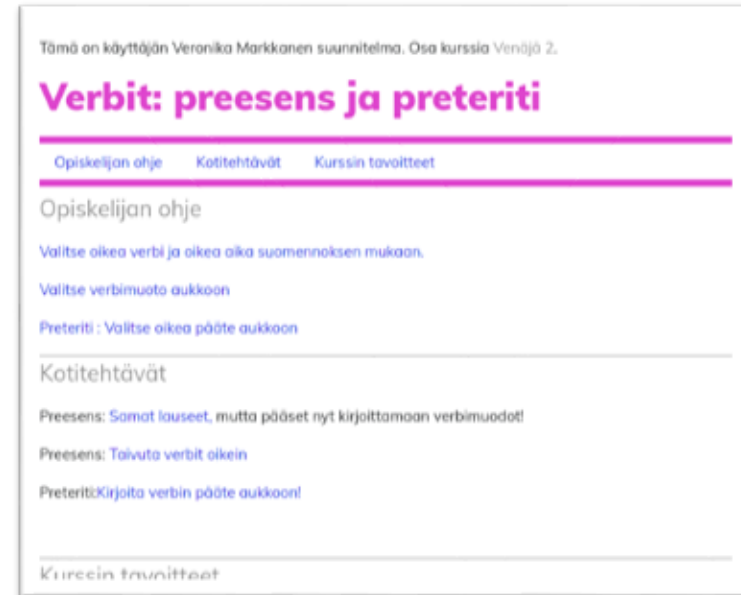 Tämä on käyttäjän Veronika Markkanen suunnitelma. Osa kurssia Venäjä 2.
Verbit: preesens ja preteriti
Opiskelijan ohje Kotitehtävät Kurssin tavoitteet
Opiskelijan ohje
Valitse oikea verbi ja oikea aika suomennoksen mukaan.
Valitse verbimuoto aukkoon
Preteriti : Valitse oikea pääte aukkoon
Kotitehtävät
Preesens: Samat lauseet, mutta pääset nyt kirjoittamaan verbimuodot!
Preesens: Taivuta verbit oikein
Preteriti:Kirjoita verbin pääte aukkoon!
Kurssin tavoitteet